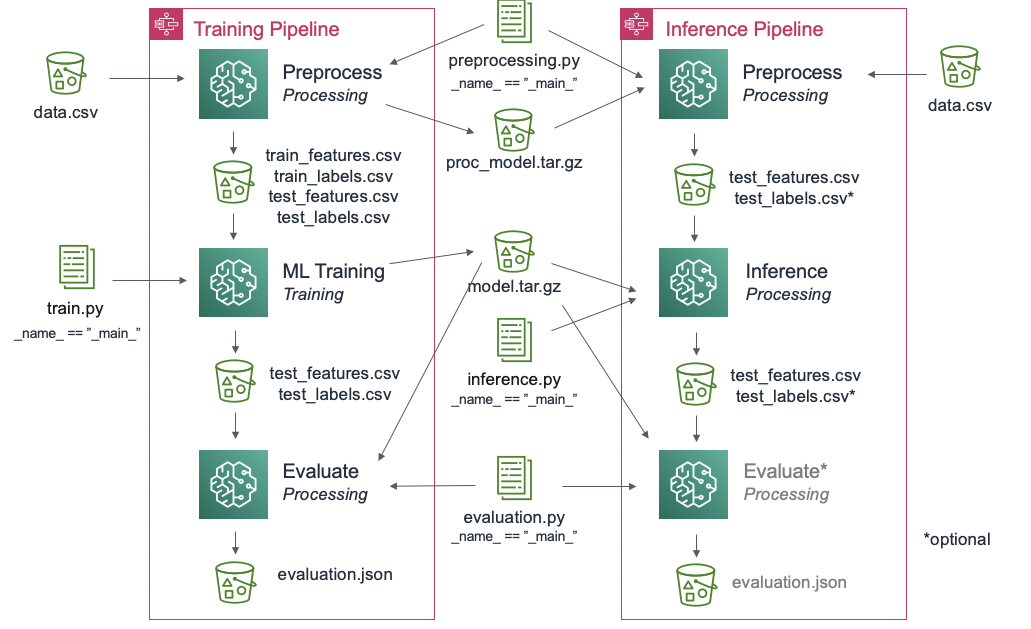 Training Pipeline
Inference Pipeline
data.csv
Preprocess
Processing
preprocessing.py
_name_ == ”_main_”
Preprocess
Processing
data.csv
proc_model.tar.gz
train_features.csv
train_labels.csv
test_features.csv
test_labels.csv
test_features.csv
test_labels.csv*
train.py
_name_ == ”_main_”
ML Training
Training
model.tar.gz
Inference
Processing
inference.py
_name_ == ”_main_”
test_features.csv
test_labels.csv
test_features.csv
test_labels.csv*
Evaluate
Processing
evaluation.py
_name_ == ”_main_”
Evaluate*
Processing
*optional
evaluation.json
evaluation.json